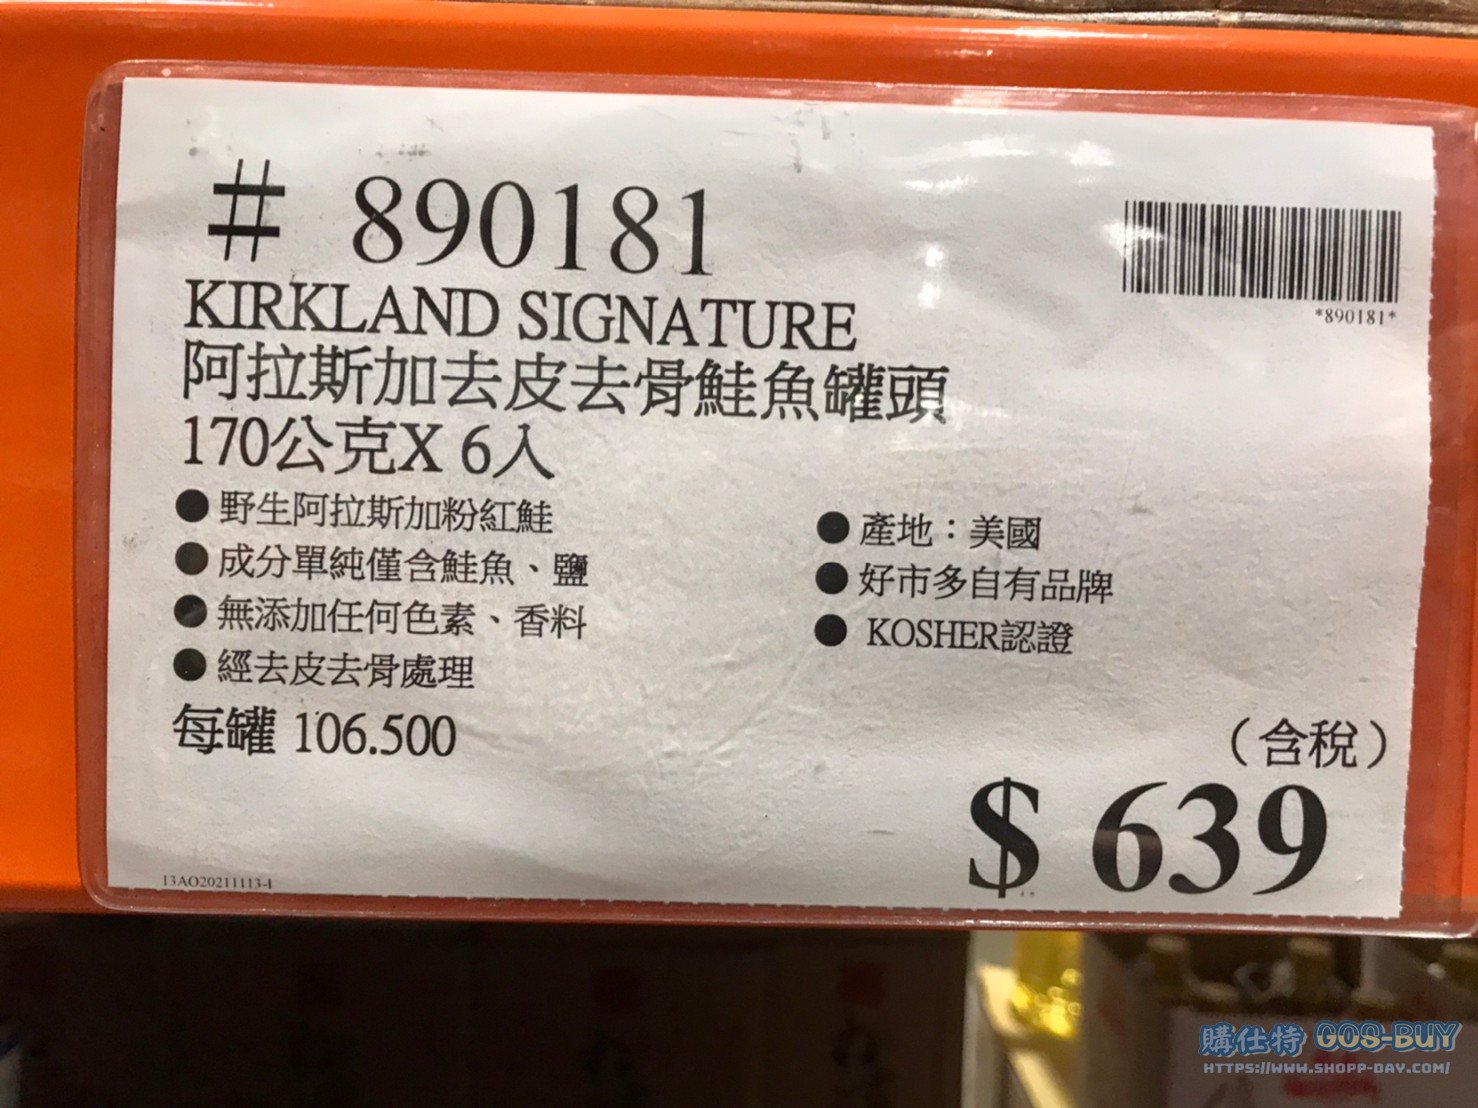 # 890181
*890181*
KIRKLAND SIGNATURE
阿拉斯加去皮去骨鮭魚罐頭
170公克X 6入
● 野生阿拉斯加粉紅鮭
● 成分單純僅含鮭魚、鹽
● 無添加任何色素、香料
● 經去皮去骨處理
● 產地：美國
● 好市多自有品牌
● KOSHER認證
每罐 106.500
（含稅）
$ 639
13AO20211113-1
購仕特 GOS-BUY
HTTPS://WWW.SHOPP-DAY.COM/